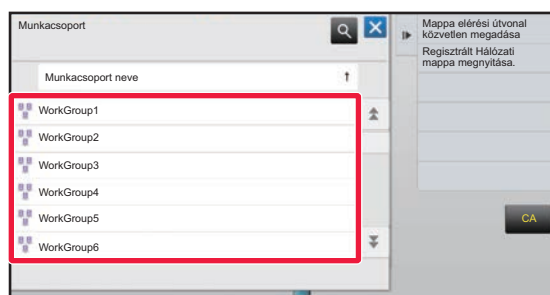 Munkacsoport
Munkacsoport neve
WorkGroup1
WorkGroup2
WorkGroup3
WorkGroup4
WorkGroup5
WorkGroup6
Mappa elérési útvonal
közvetlen megadása
Regisztrált Hálózati
mappa megnyitása.
CA